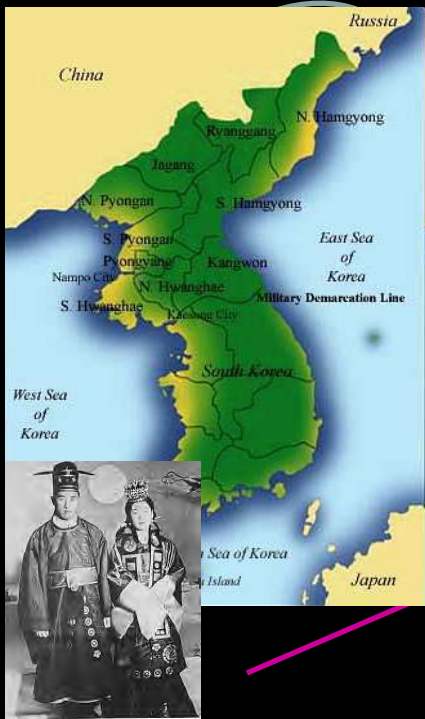 Russia
China
N. Hamgyong
Ryanggang
Jagang
N. Pyongan
S. Hamgyong
S. Pyongan
East Sea
of
Korea
Pyongyang
Kangwon
Nampo City
N. Hwanghae
Military Demarcation Line
S. Hwanghae
Kaesong City
South Korea
West Sea
of
Korea
Sea of Korea
Island
Japan